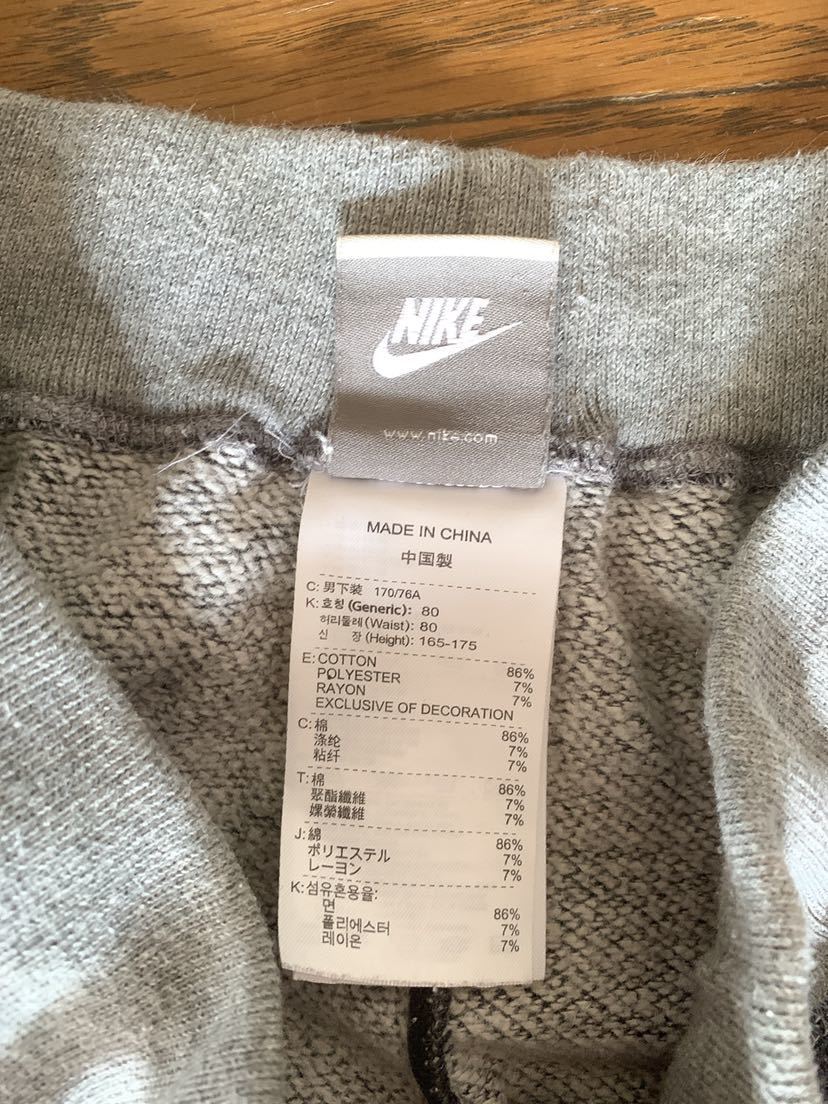 NIKE
www.nike.com
MADE IN CHINA
中国製
C: 男下裝 170/76A
K: 호칭 (Generic): 80
허리둘레 (Waist): 80
신 장 (Height): 165-175
E: COTTON 86%
POLYESTER 7%
RAYON 7%
EXCLUSIVE OF DECORATION
C: 棉 86%
涤纶 7%
粘纤 7%
T: 棉 86%
聚酯纖維 7%
嫘縈纖維 7%
J: 綿 86%
ポリエステル 7%
レーヨン 7%
K: 섬유혼용율:
면 86%
폴리에스터 7%
레이온 7%